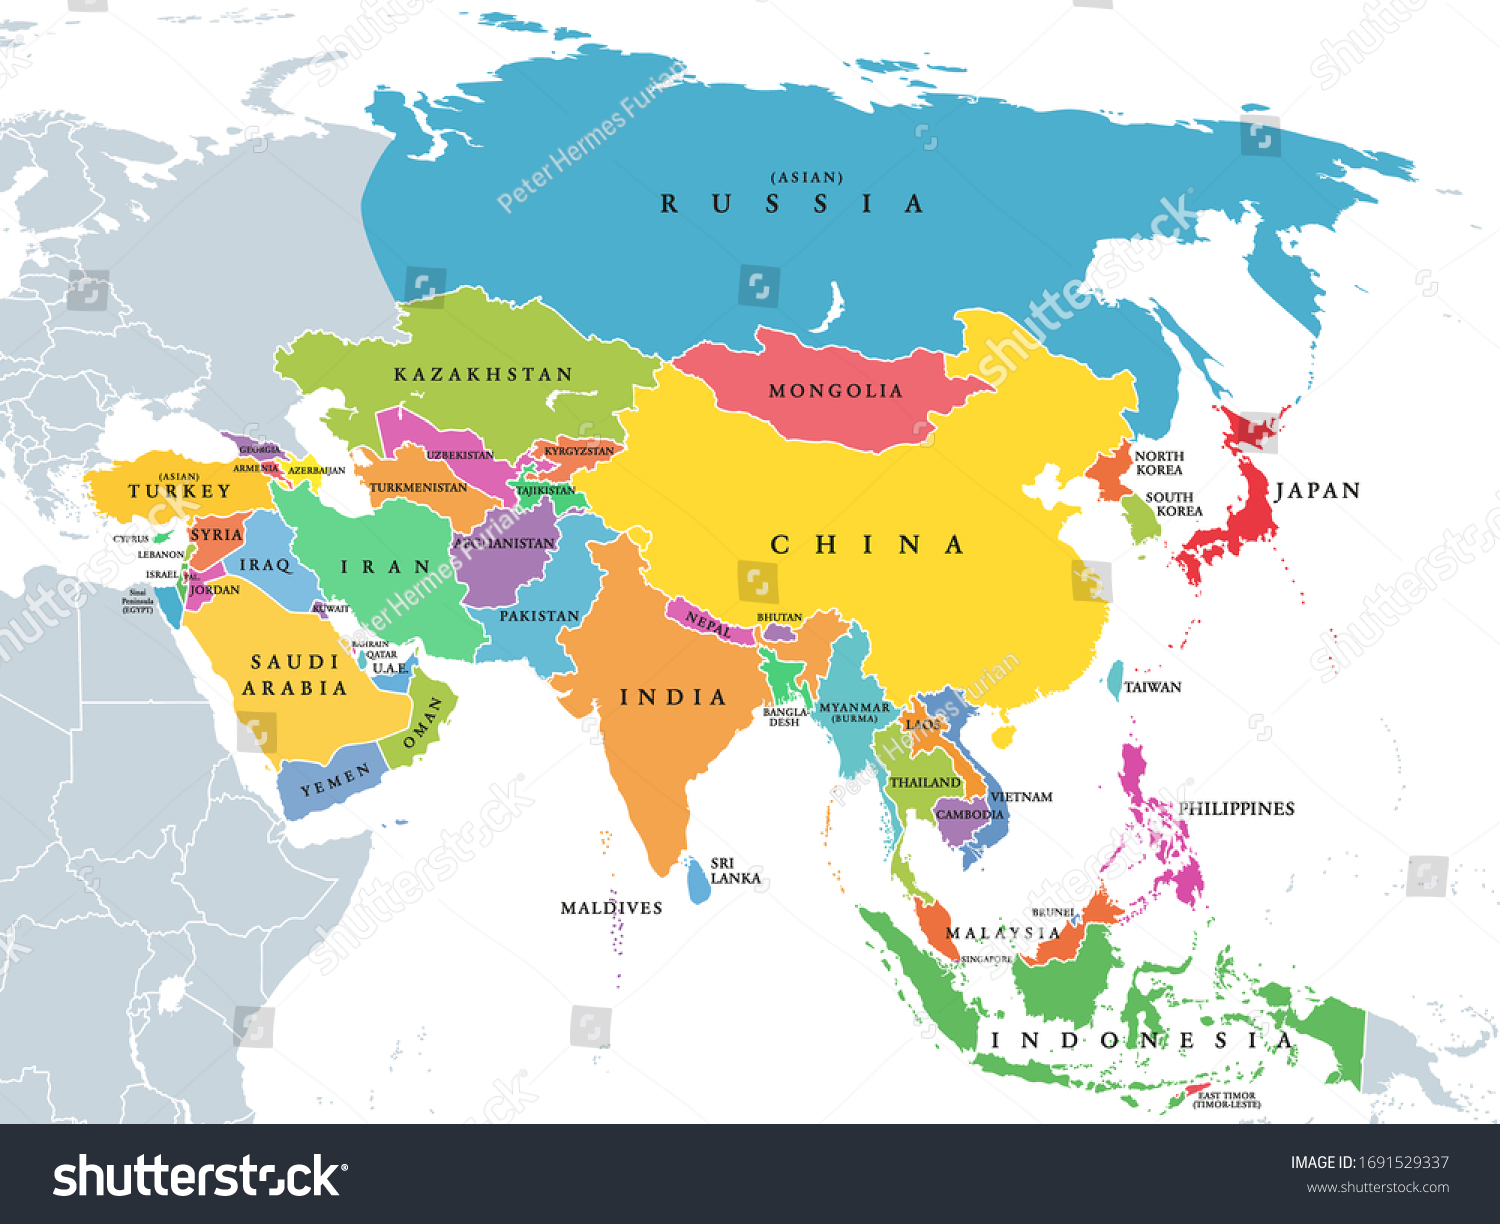 (ASIAN)
RUSSIA
KAZAKHSTAN
MONGOLIA
GEORGIA
ARMENIA
AZERBAIJAN
UZBEKISTAN
KYRGYZSTAN
(ASIAN)
TURKEY
TURKMENISTAN
TAJIKISTAN
NORTH
KOREA
SOUTH
KOREA
JAPAN
CYPRUS
SYRIA
LEBANON
IRAQ
IRAN
AFGHANISTAN
CHINA
ISRAEL
PAL.
JORDAN
Sinai
Peninsula
(EGYPT)
KUWAIT
PAKISTAN
NEPAL
BHUTAN
BAHRAIN
QATAR
U.A.E.
SAUDI
ARABIA
OMAN
YEMEN
INDIA
BANGLA-
DESH
MYANMAR
(BURMA)
LAOS
TAIWAN
THAILAND
VIETNAM
CAMBODIA
PHILIPPINES
SRI
LANKA
MALDIVES
BRUNEI
MALAYSIA
SINGAPORE
INDONESIA
EAST TIMOR
(TIMOR-LESTE)
shutterstock
Peter Hermes Furian
shutterstock®
IMAGE ID: 1691529337
www.shutterstock.com